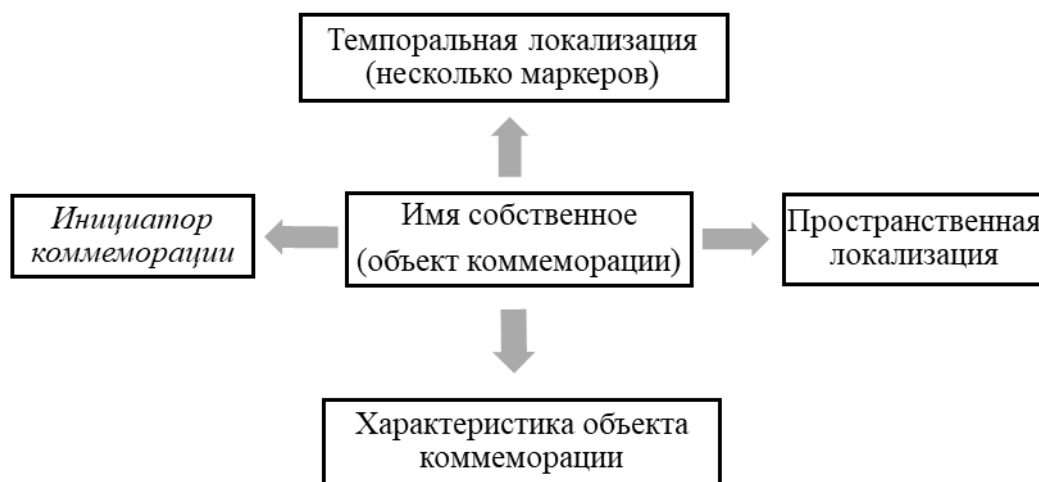 Темпоральная локализация
(несколько маркеров)
Инициатор
коммеморации
Имя собственное
(объект коммеморации)
Пространственная
локализация
Характеристика объекта
коммеморации